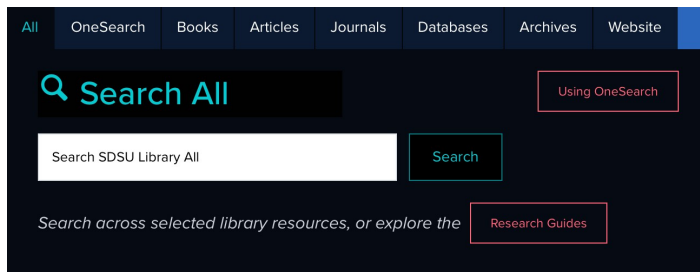 All OneSearch Books Articles Journals Databases Archives Website
Search All
Using OneSearch
Search SDSU Library All
Search
Search across selected library resources, or explore the Research Guides